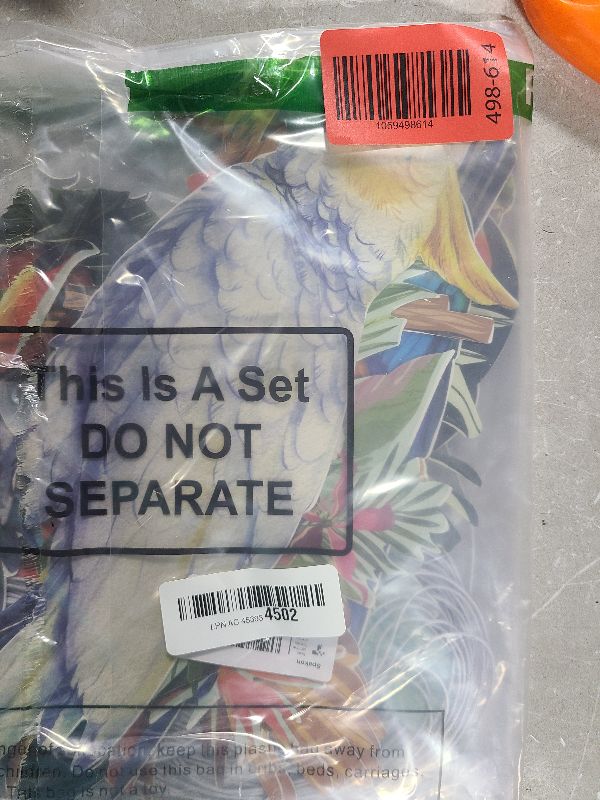 1059498614
498-614
This Is A Set
DO NOT
SEPARATE
4502
Spakon
keep this plastic bag away from
children. Do not use this bag in cribs, beds, carriages,
bag is not a toy.